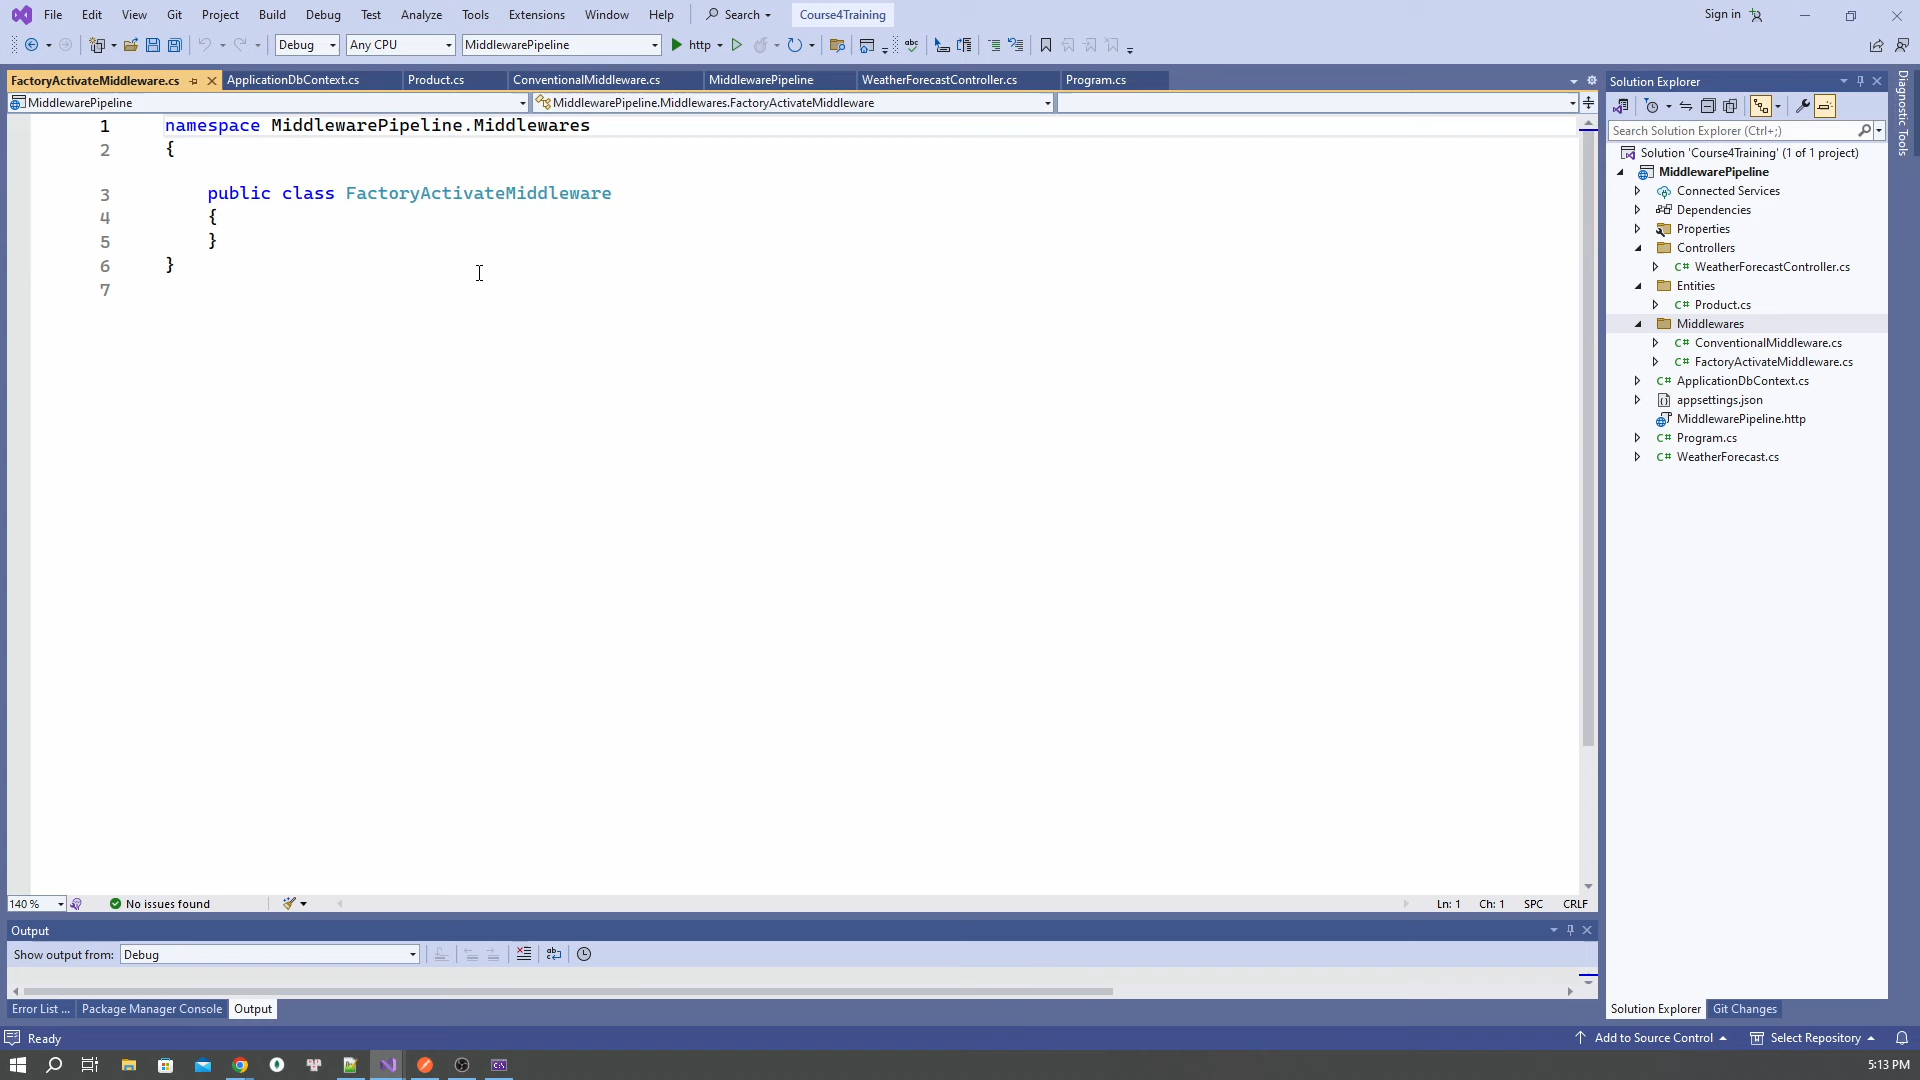 File Edit View Git Project Build Debug Test Analyze Tools Extensions Window Help Search Course4Training Sign in
Debug Any CPU MiddlewarePipeline http
FactoryActivateMiddleware.cs ApplicationDbContext.cs Product.cs ConventionalMiddleware.cs MiddlewarePipeline WeatherForecastController.cs Program.cs
MiddlewarePipeline MiddlewarePipeline.Middlewares.FactoryActivateMiddleware
1 namespace MiddlewarePipeline.Middlewares
2 {
3 public class FactoryActivateMiddleware
4 {
5 }
6 }
7
140 % No issues found Ln: 1 Ch: 1 SPC CRLF
Output
Show output from: Debug
Error List ... Package Manager Console Output
Solution Explorer
Search Solution Explorer (Ctrl+;)
Solution 'Course4Training' (1 of 1 project)
MiddlewarePipeline
Connected Services
Dependencies
Properties
Controllers
C# WeatherForecastController.cs
Entities
C# Product.cs
Middlewares
C# ConventionalMiddleware.cs
C# FactoryActivateMiddleware.cs
C# ApplicationDbContext.cs
appsettings.json
MiddlewarePipeline.http
C# Program.cs
C# WeatherForecast.cs
Solution Explorer Git Changes
Diagnostic Tools
Ready Add to Source Control Select Repository
5:13 PM